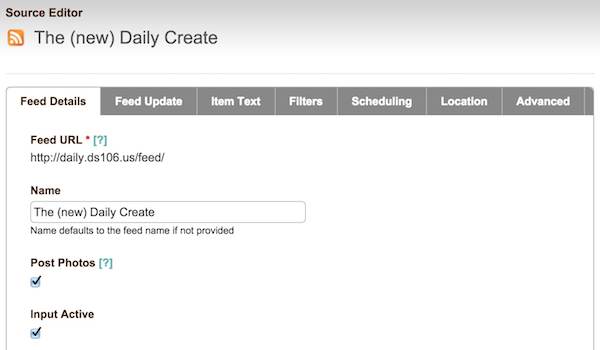 Source Editor
The (new) Daily Create
Feed Details Feed Update Item Text Filters Scheduling Location Advanced
Feed URL * [?]
http://daily.ds106.us/feed/
Name
The (new) Daily Create
Name defaults to the feed name if not provided
Post Photos [?]
Input Active